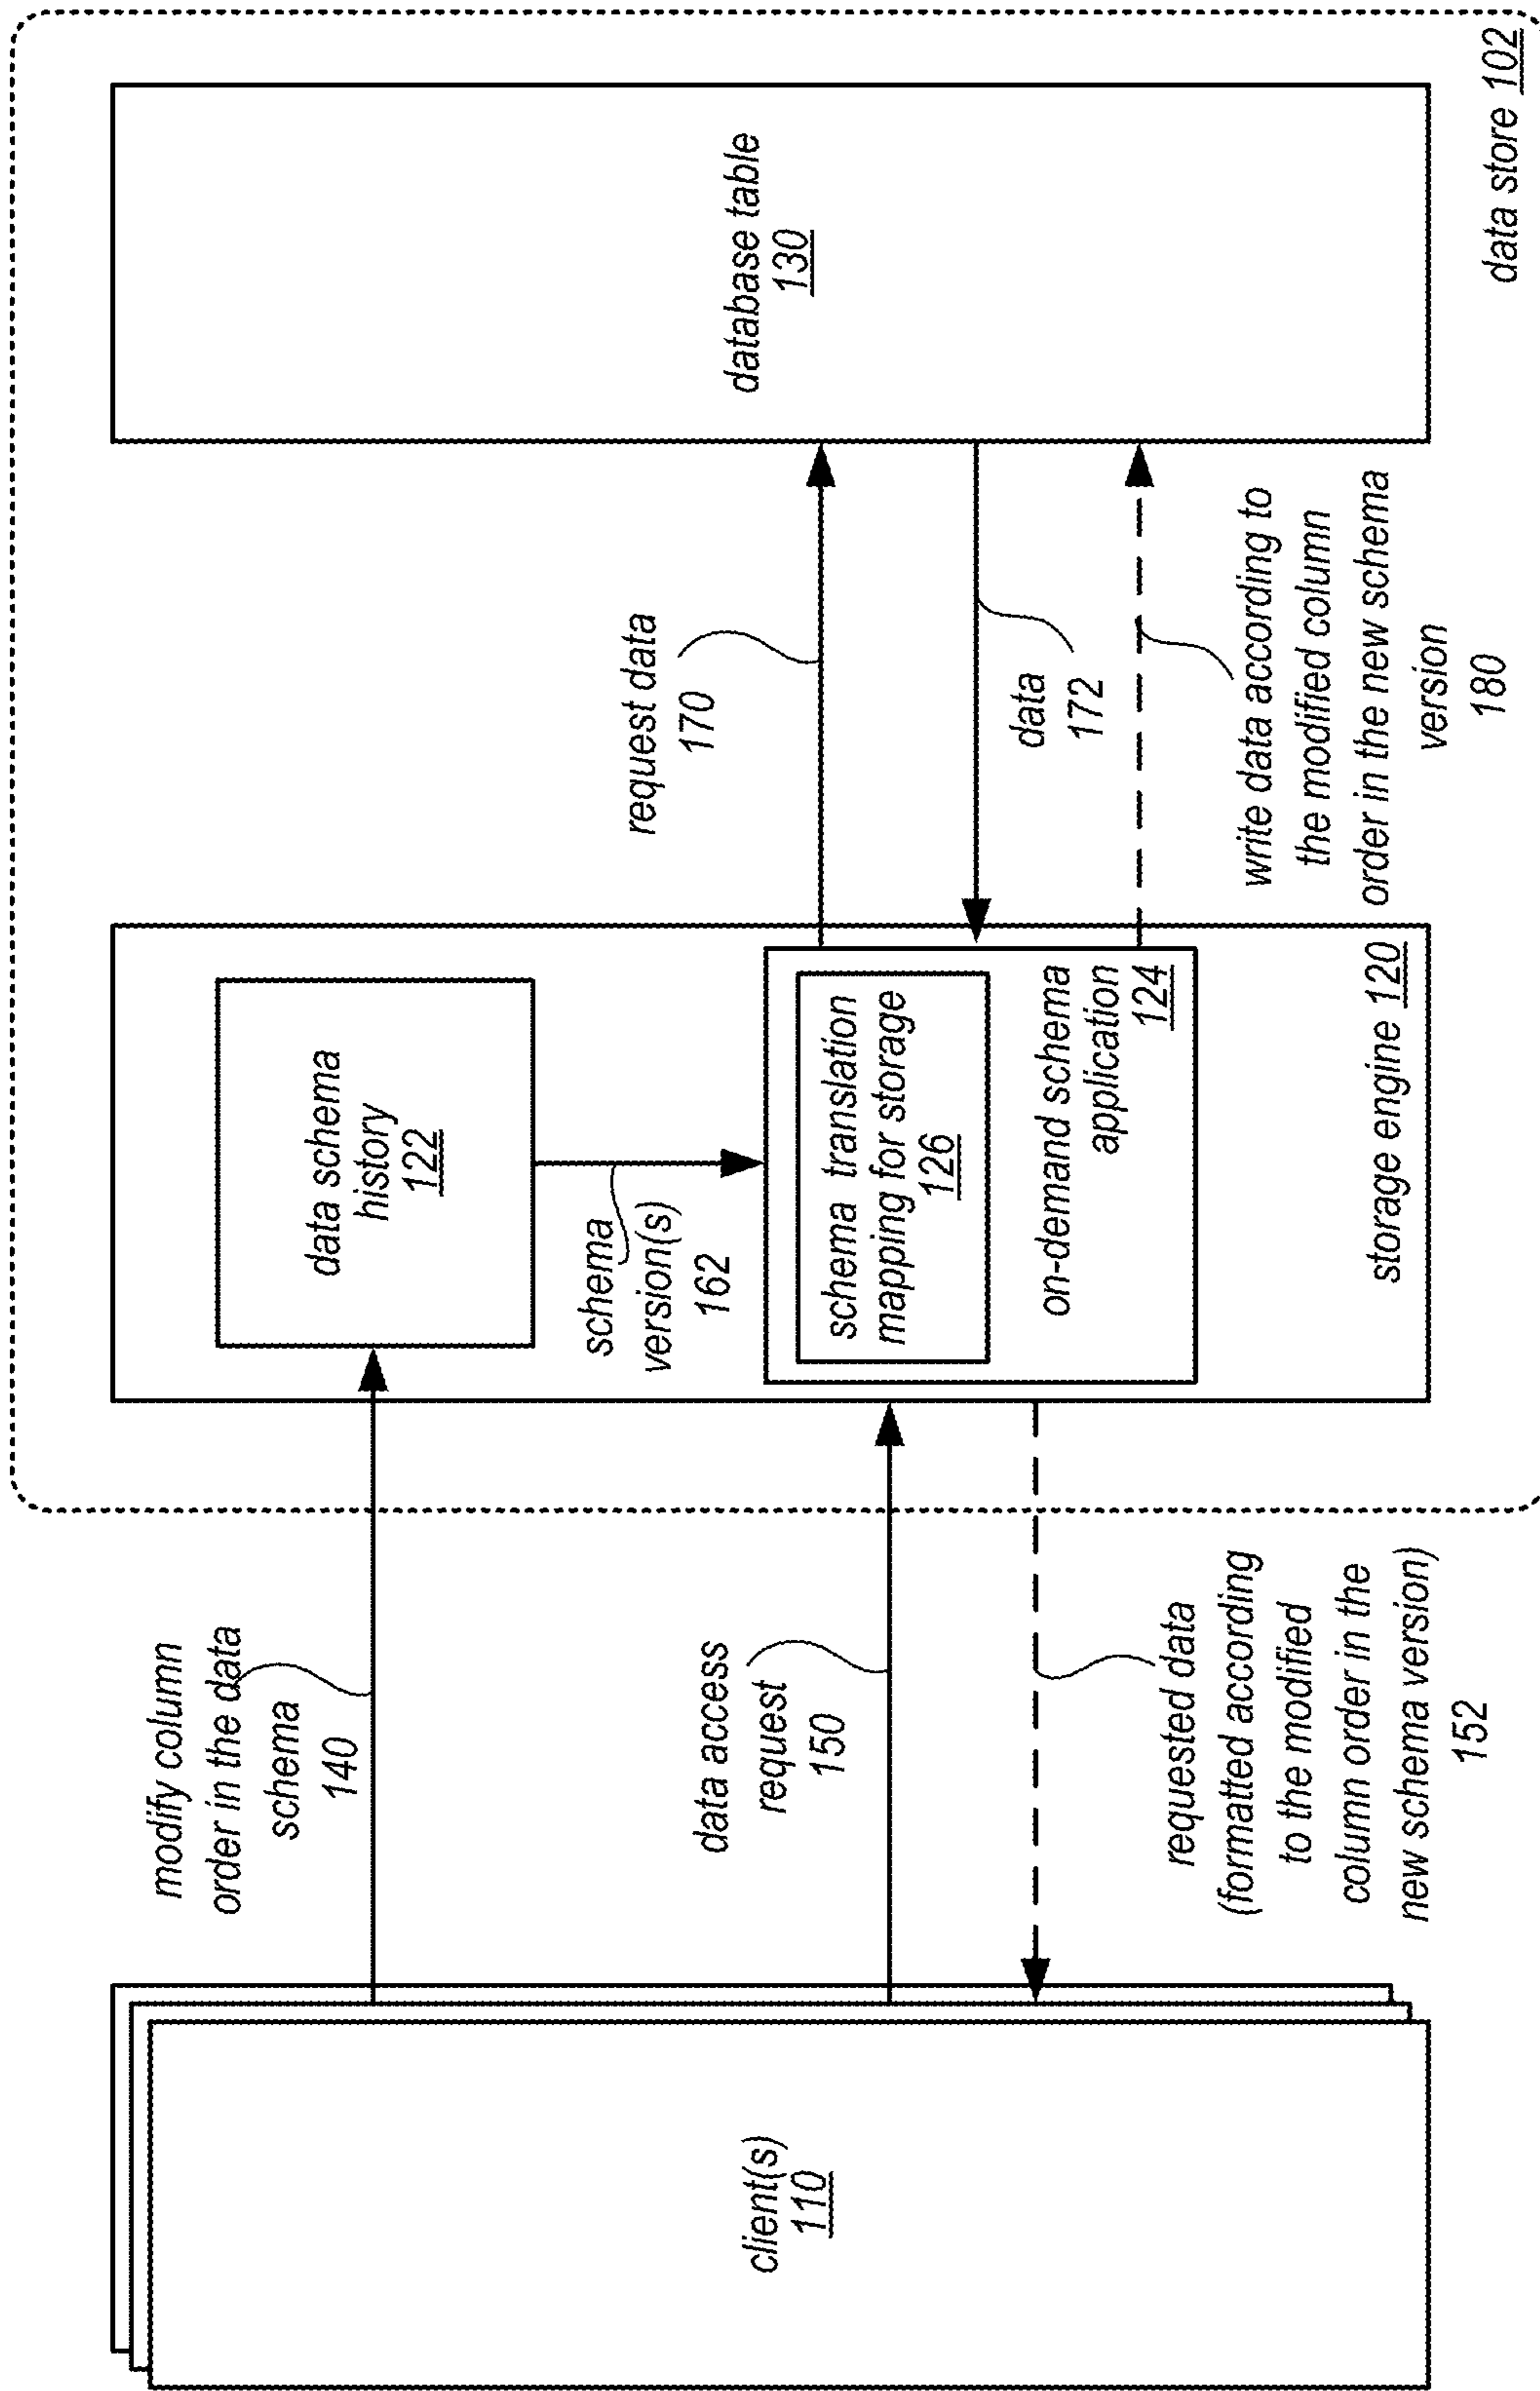 client(s)
110
modify column
order in the data
schema
140
data access
request
150
requested data
(formatted according
to the modified
column order in the
new schema version)
152
data schema
history
122
schema
version(s)
162
schema translation
mapping for storage
126
on-demand schema
application
124
storage engine 120
request data
170
data
172
write data according to
the modified column
order in the new schema
version
180
database table
130
data store 102